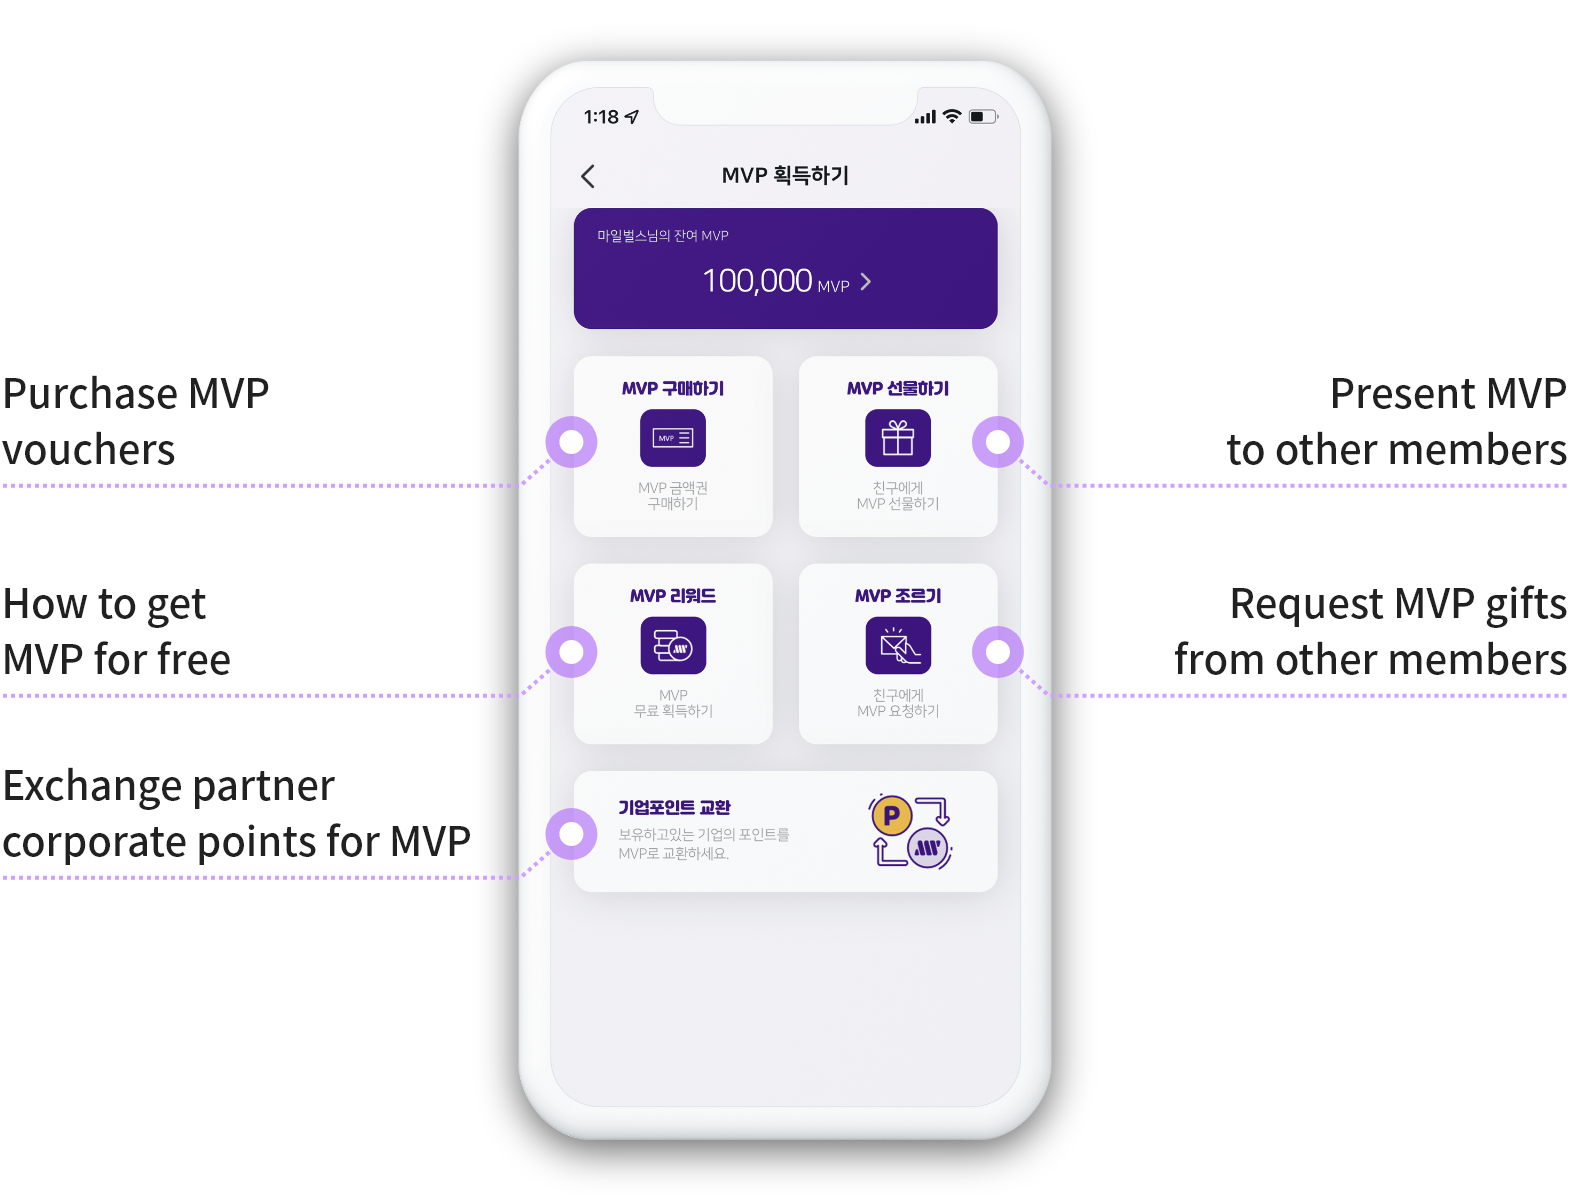 1:18
MVP 획득하기
마일벌스님의 잔여 MVP
100,000 MVP
Purchase MVP
vouchers
MVP 구매하기
MVP
MVP 금액권
구매하기
MVP 선물하기
친구에게
MVP 선물하기
Present MVP
to other members
How to get
MVP for free
MVP 리워드
MVP
무료 획득하기
MVP 조르기
친구에게
MVP 요청하기
Request MVP gifts
from other members
Exchange partner
corporate points for MVP
기업포인트 교환
보유하고있는 기업의 포인트를
MVP로 교환하세요.
P